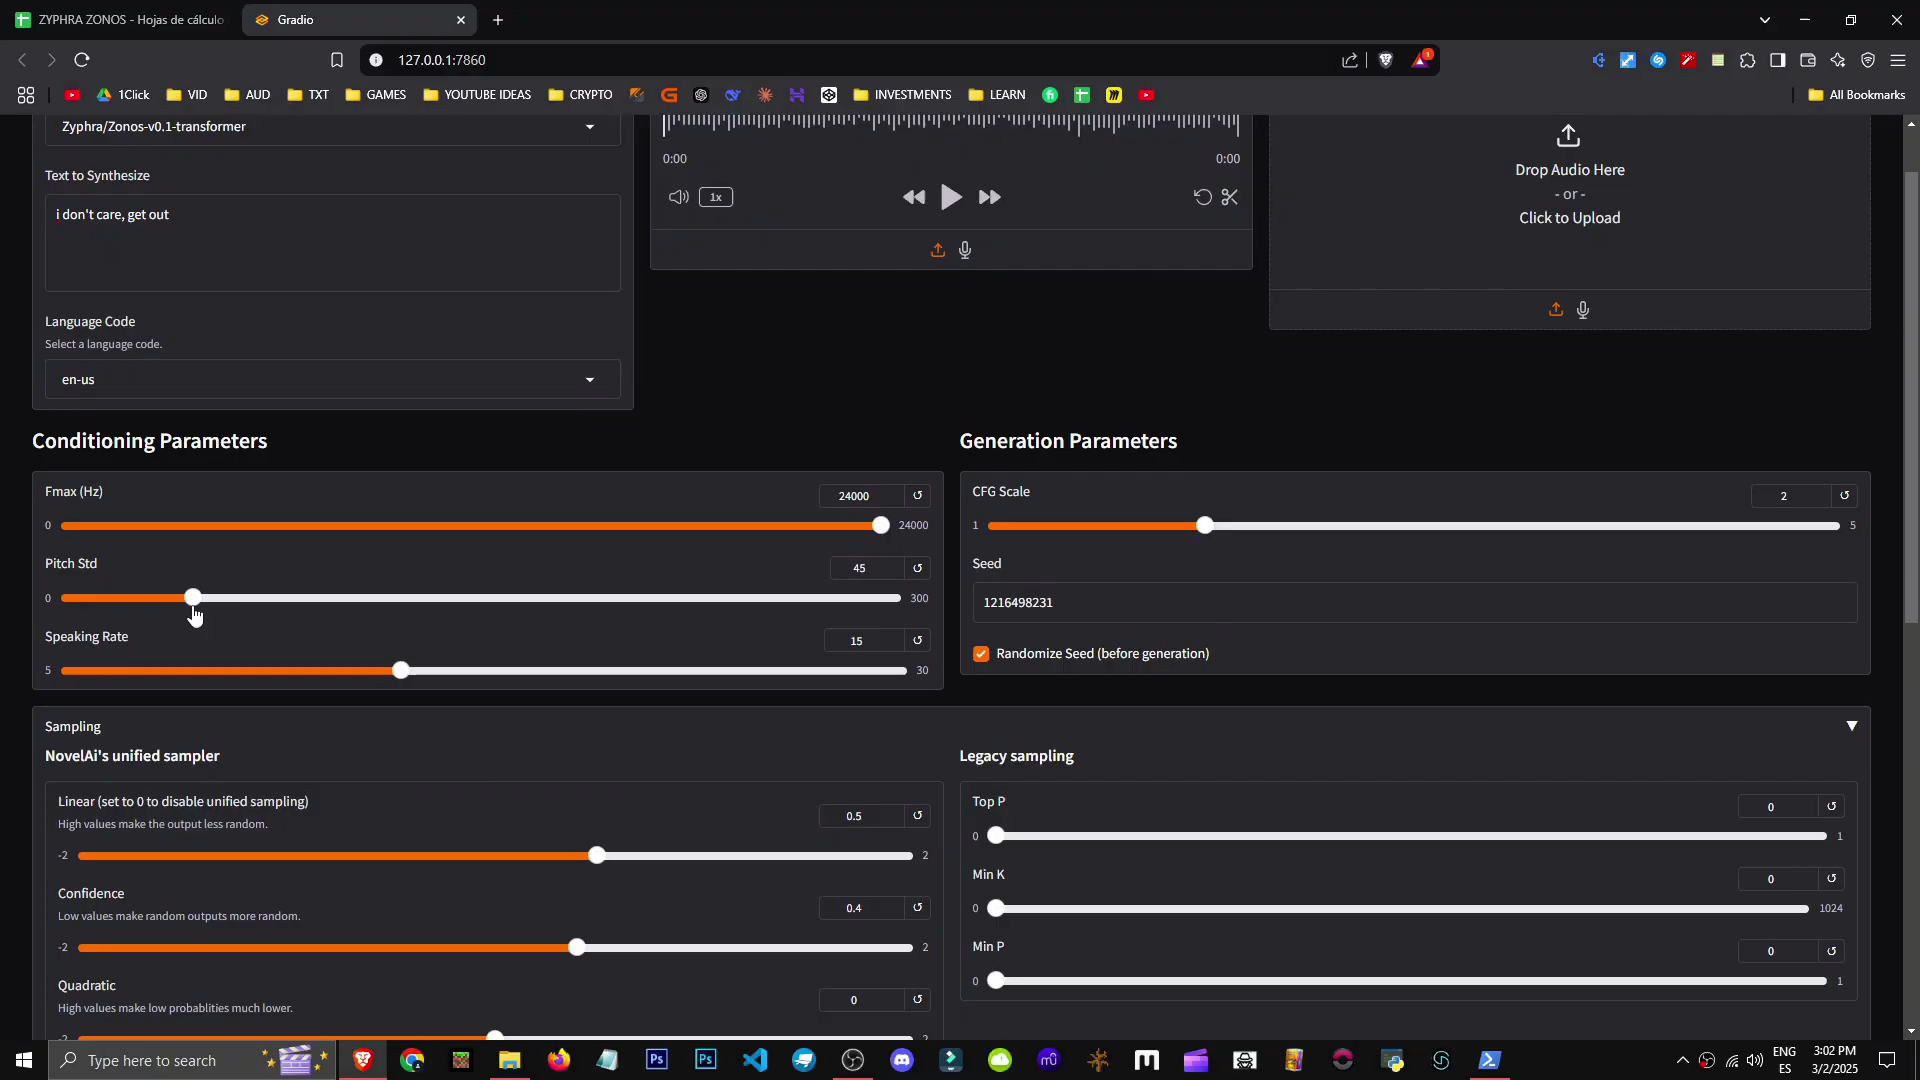 ZYPHRA ZONOS - Hojas de cálculo
Gradio
127.0.0.1:7860
1
1Click
VID
AUD
TXT
GAMES
YOUTUBE IDEAS
CRYPTO
INVESTMENTS
LEARN
All Bookmarks
Zyphra/Zonos-v0.1-transformer
Text to Synthesize
i don't care, get out
Language Code
Select a language code.
en-us
0:00
0:00
1x
Drop Audio Here
- or -
Click to Upload
Conditioning Parameters
Fmax (Hz)
24000
0
24000
Pitch Std
45
0
300
Speaking Rate
15
5
30
Generation Parameters
CFG Scale
2
1
5
Seed
1216498231
Randomize Seed (before generation)
Sampling
NovelAi's unified sampler
Linear (set to 0 to disable unified sampling)
High values make the output less random.
0.5
-2
2
Confidence
Low values make random outputs more random.
0.4
-2
2
Quadratic
High values make low probablities much lower.
0
-2
2
Legacy sampling
Top P
0
0
1
Min K
0
0
1024
Min P
0
0
1
Type here to search
Ps
Ps
ENG
ES
3:02 PM
3/2/2025